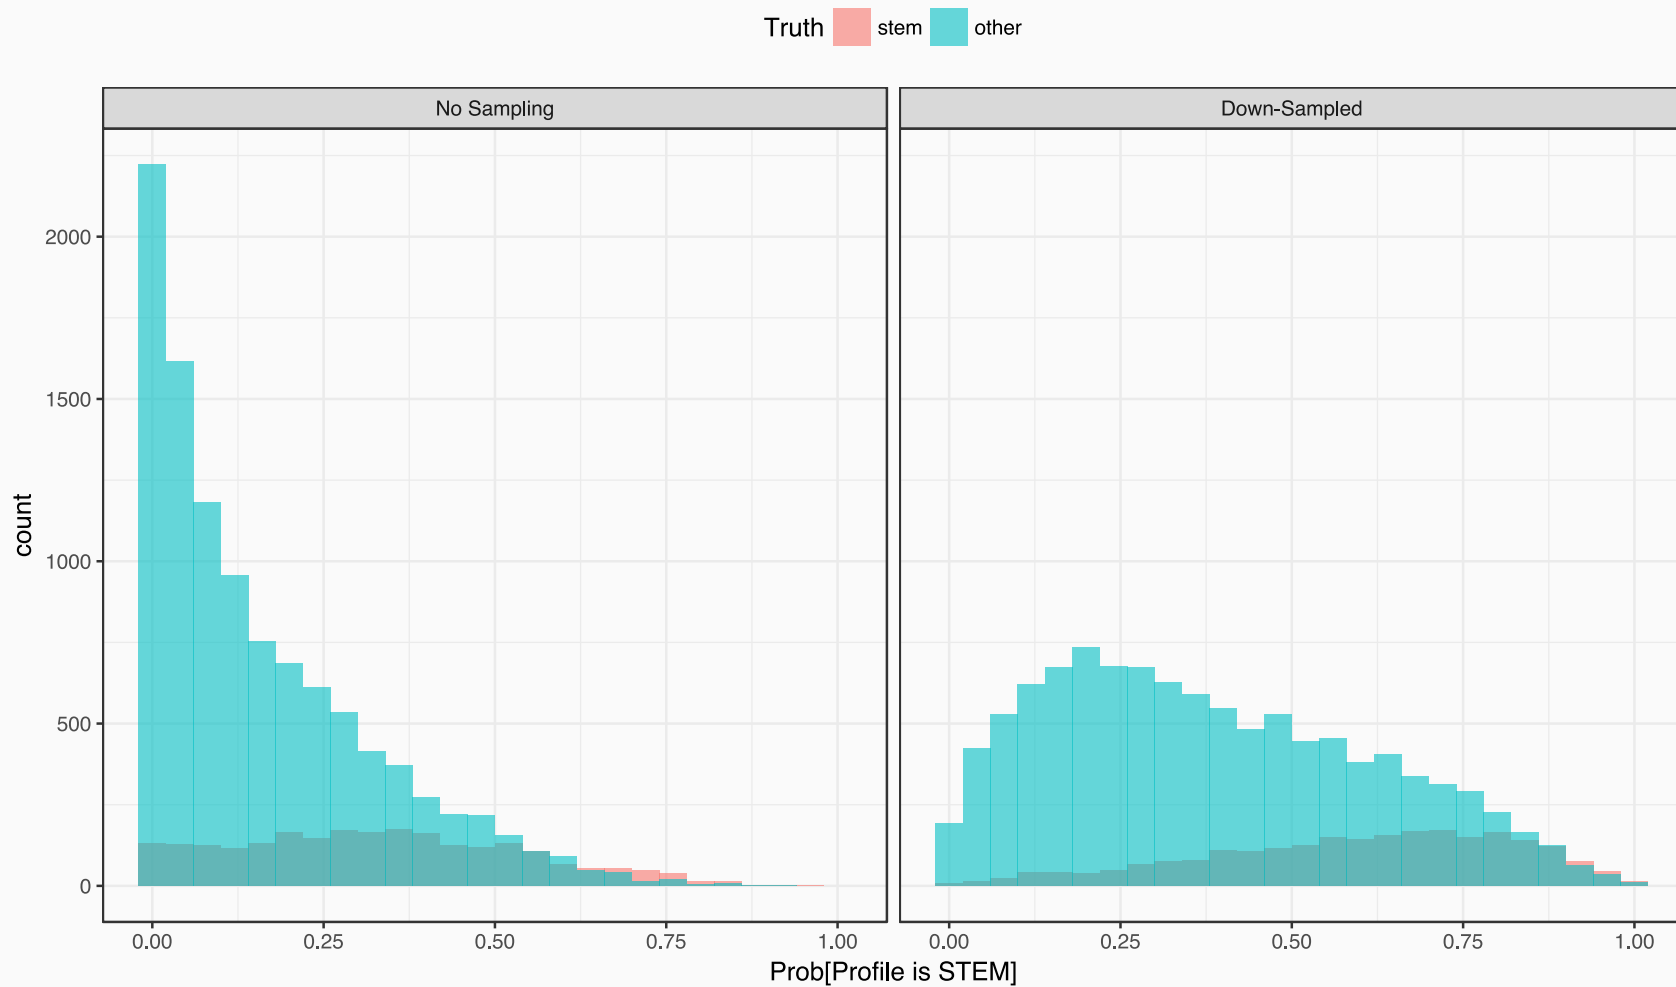 Truth stem other
No Sampling
Down-Sampled
count
2000
1500
1000
500
0
0.00 0.25 0.50 0.75 1.00
0.00 0.25 0.50 0.75 1.00
Prob[Profile is STEM]